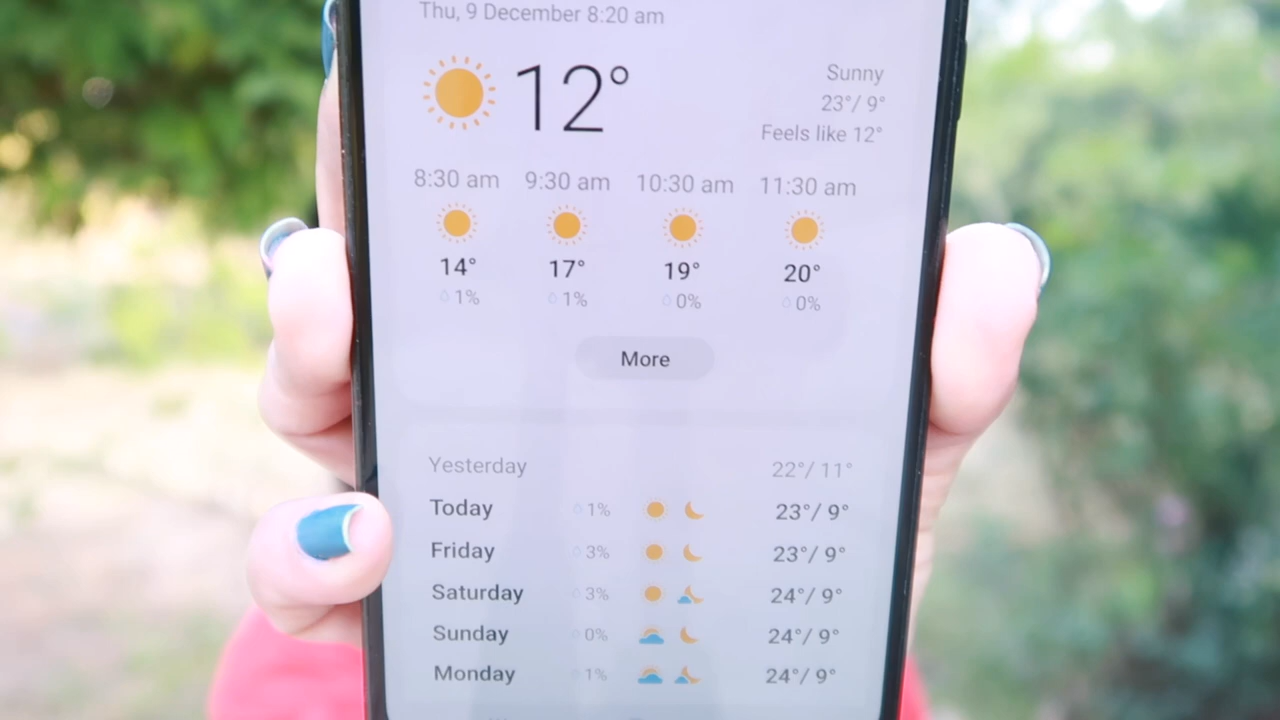 Thu, 9 December 8:20 am
12°
Sunny
23°/ 9°
Feels like 12°
8:30 am 9:30 am 10:30 am 11:30 am
14° 17° 19° 20°
1% 1% 0% 0%
More
Yesterday 22°/ 11°
Today 1% 23°/ 9°
Friday 3% 23°/ 9°
Saturday 3% 24°/ 9°
Sunday 0% 24°/ 9°
Monday 1% 24°/ 9°